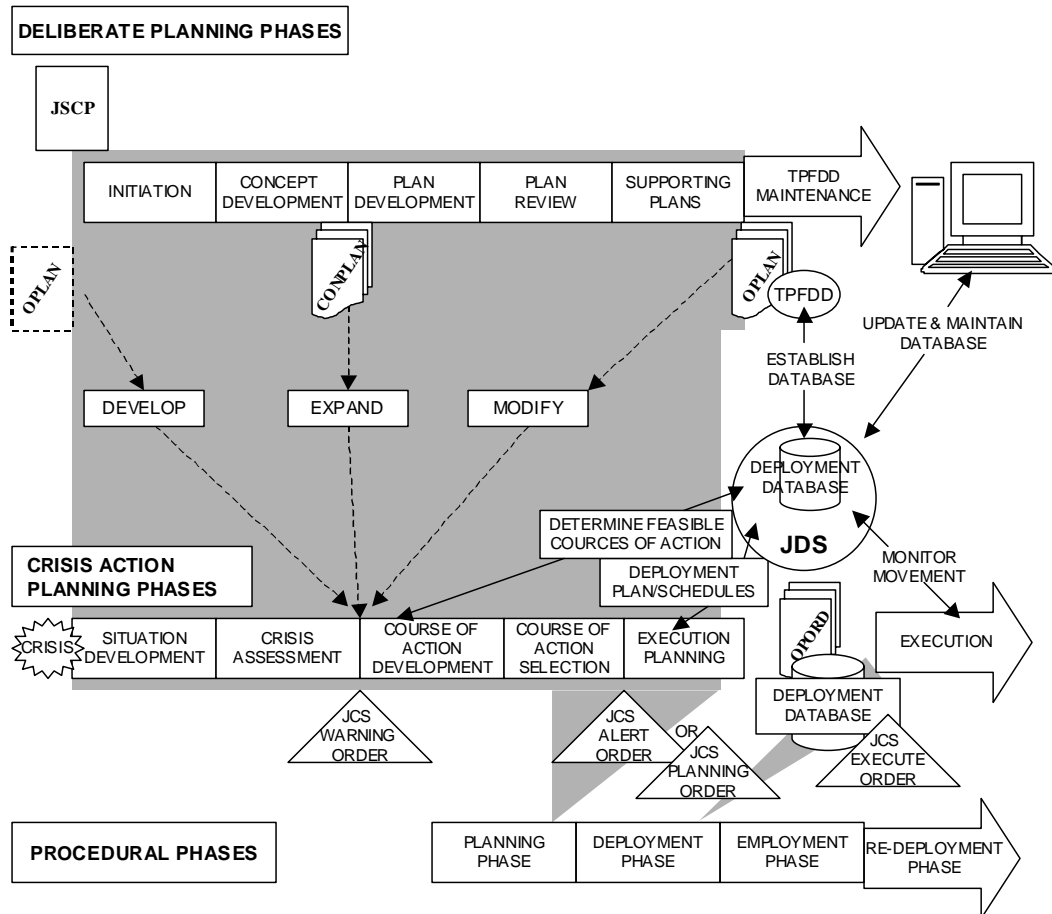 DELIBERATE PLANNING PHASES
JSCP
INITIATION
CONCEPT
DEVELOPMENT
PLAN
DEVELOPMENT
PLAN
REVIEW
SUPPORTING
PLANS
TPFDD
MAINTENANCE
OPLAN
CONPLAN
OPLAN
TPFDD
UPDATE & MAINTAIN
DATABASE
ESTABLISH
DATABASE
DEVELOP
EXPAND
MODIFY
DEPLOYMENT
DATABASE
JDS
DETERMINE FEASIBLE
COURCES OF ACTION
DEPLOYMENT
PLAN/SCHEDULES
MONITOR
MOVEMENT
CRISIS ACTION
PLANNING PHASES
CRISIS
SITUATION
DEVELOPMENT
CRISIS
ASSESSMENT
COURSE OF
ACTION
DEVELOPMENT
COURSE OF
ACTION
SELECTION
EXECUTION
PLANNING
OPORD
EXECUTION
DEPLOYMENT
DATABASE
JCS
WARNING
ORDER
JCS
ALERT
ORDER
OR
JCS
PLANNING
ORDER
JCS
EXECUTE
ORDER
PROCEDURAL PHASES
PLANNING
PHASE
DEPLOYMENT
PHASE
EMPLOYMENT
PHASE
RE-DEPLOYMENT
PHASE